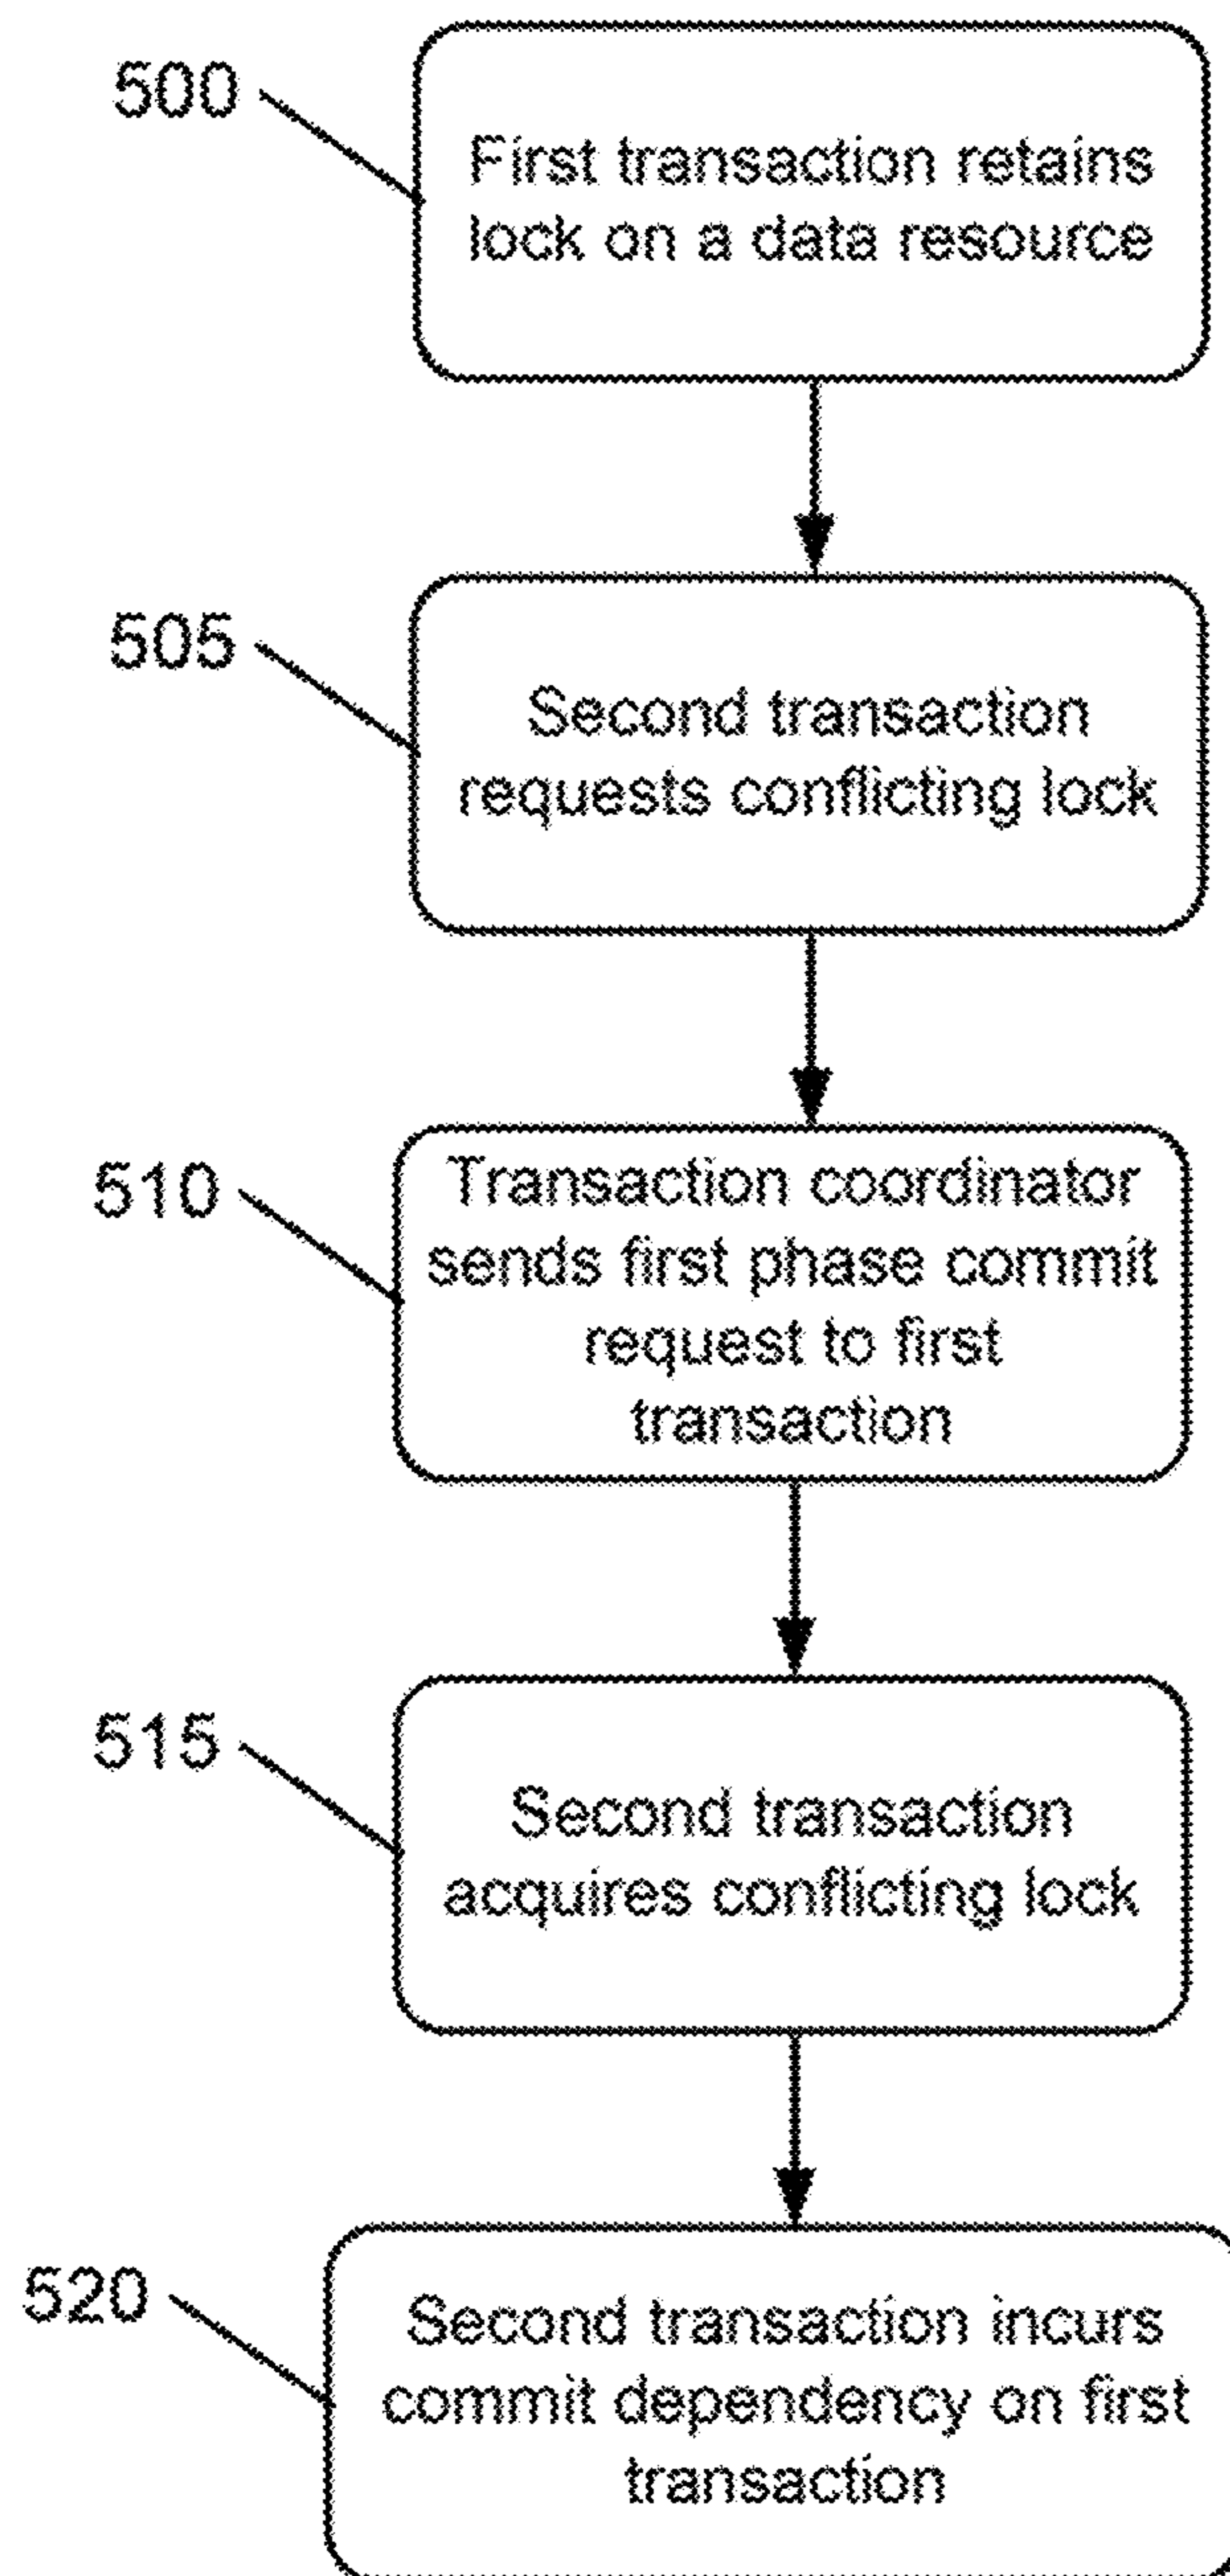 500
First transaction retains
lock on a data resource
505
Second transaction
requests conflicting lock
510
Transaction coordinator
sends first phase commit
request to first
transaction
515
Second transaction
acquires conflicting lock
520
Second transaction incurs
commit dependency on first
transaction